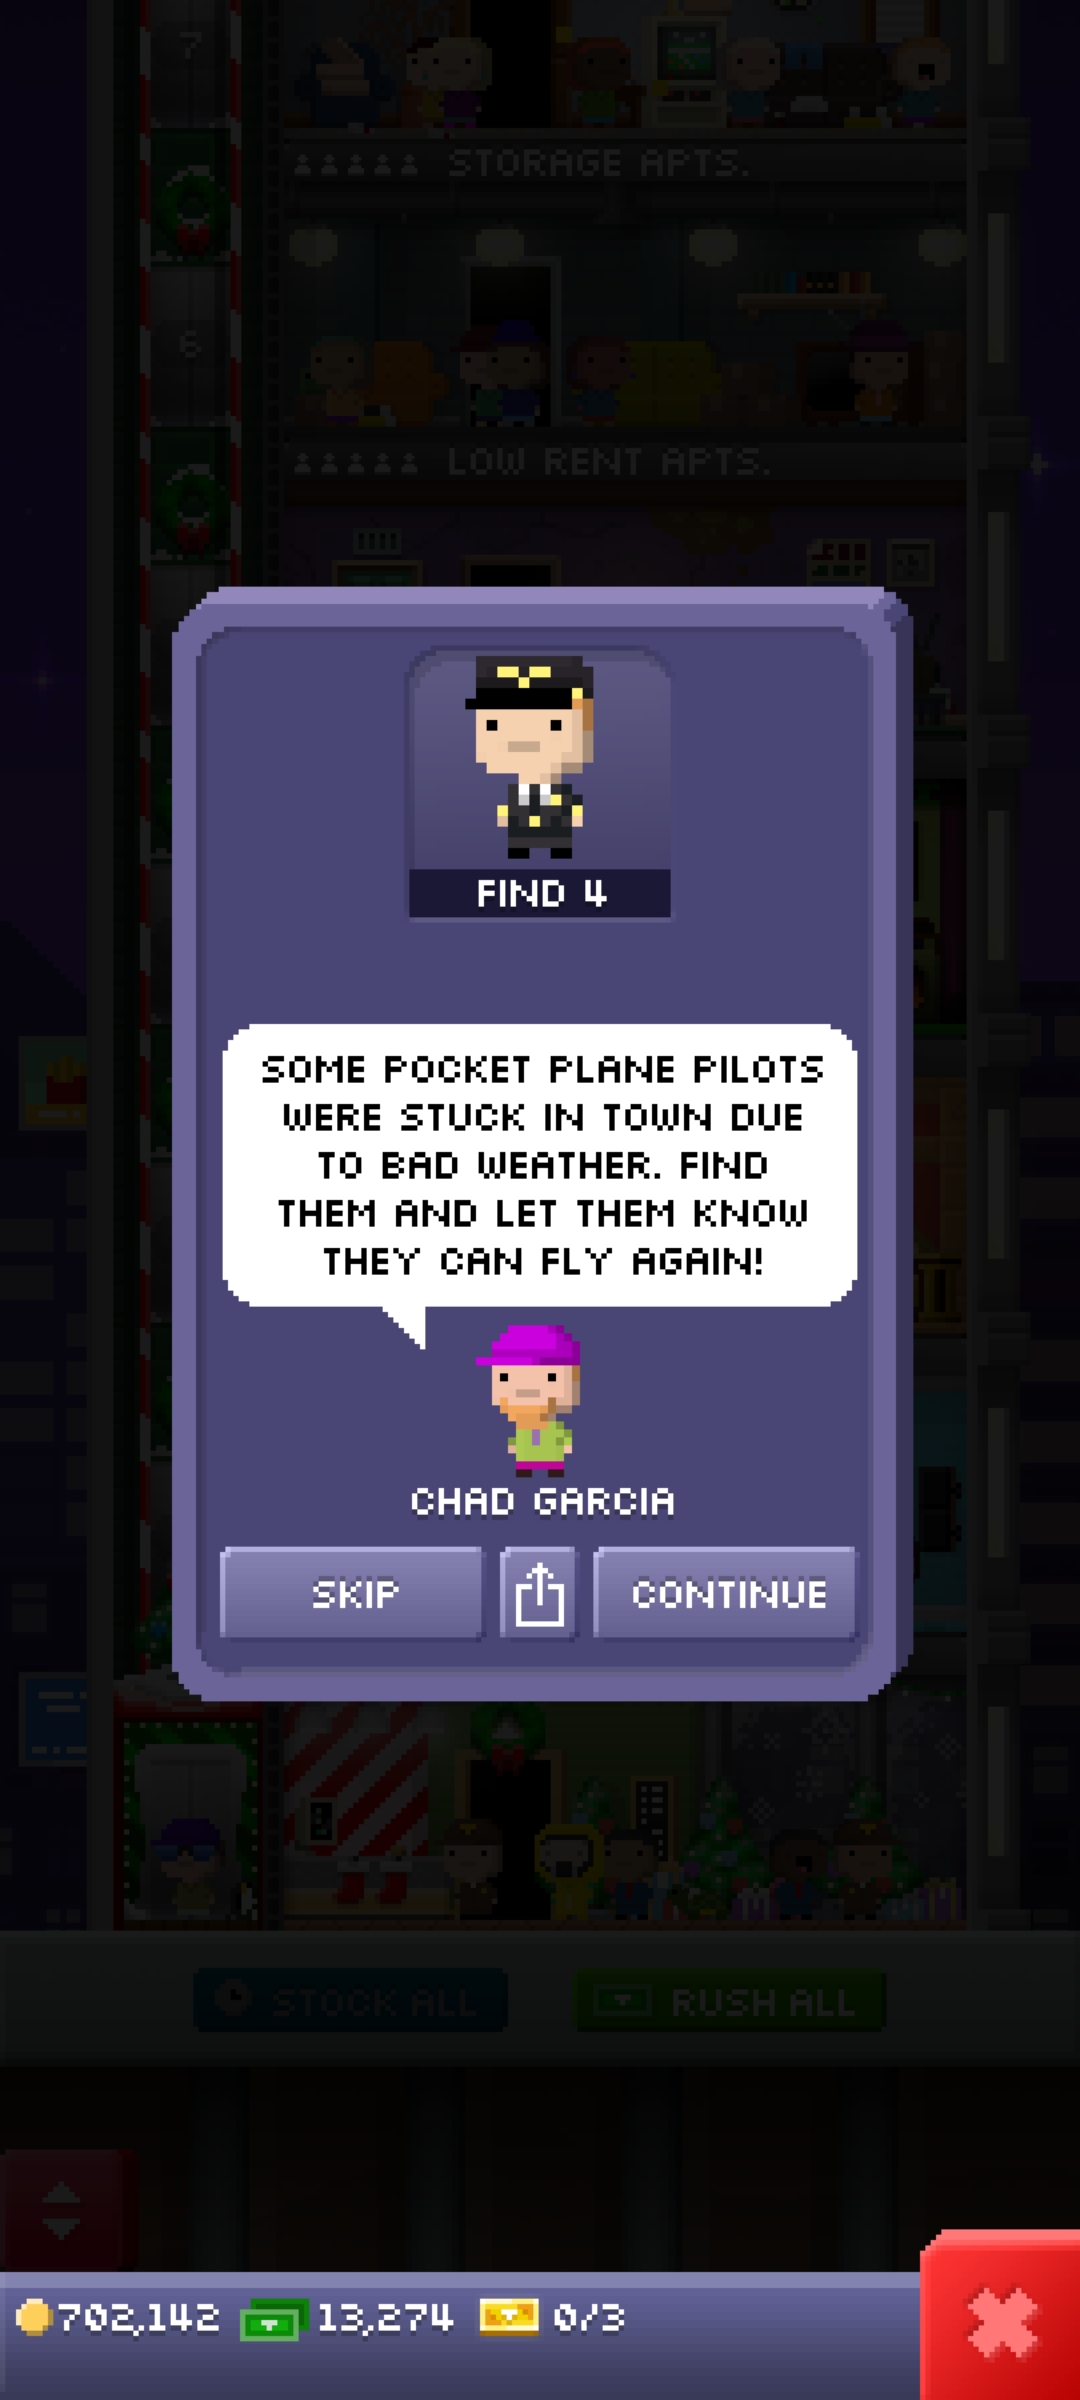 7
STORAGE APTS.
6
LOW RENT APTS.
FIND 4
SOME POCKET PLANE PILOTS
WERE STUCK IN TOWN DUE
TO BAD WEATHER. FIND
THEM AND LET THEM KNOW
THEY CAN FLY AGAIN!
CHAD GARCIA
SKIP
CONTINUE
STOCK ALL
RUSH ALL
702,142
13,274
0/3